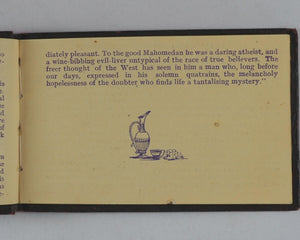 diately pleasant. To the good Mahomedan he was a daring atheist, and
a wine-bibbing evil-liver untypical of the race of true believers. The
freer thought of the West has seen in him a man who, long before
our days, expressed in his solemn quatrains, the melancholy
hopelessness of the doubter who finds life a tantalising mystery."